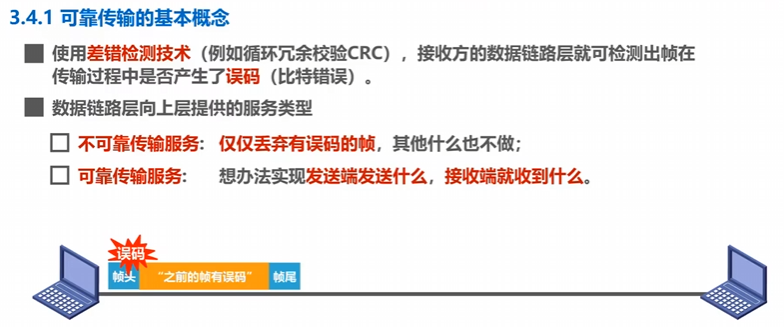 3.4.1 可靠传输的基本概念
使用差错检测技术（例如循环冗余校验CRC），接收方的数据链路层就可检测出帧在
传输过程中是否产生了误码（比特错误）。
数据链路层向上层提供的服务类型
不可靠传输服务：仅仅丢弃有误码的帧，其他什么也不做；
可靠传输服务： 想办法实现发送端发送什么，接收端就收到什么。
误码
帧头 “之前的帧有误码” 帧尾